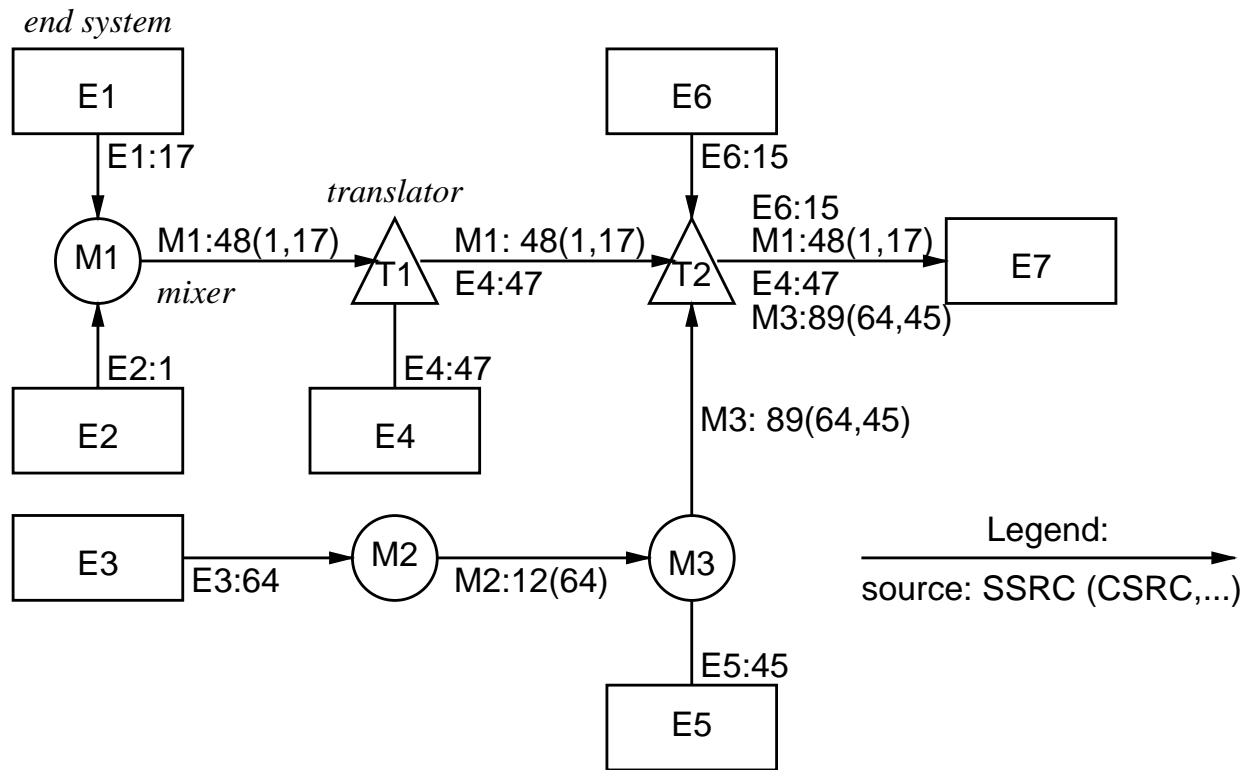 end system
E1
E6
E1:17
E6:15
translator
E6:15
M1:48(1,17)
M1: 48(1,17)
M1:48(1,17)
M1
T1
T2
E7
mixer
E4:47
E4:47
M3:89(64,45)
E2:1
E4:47
E2
E4
M3: 89(64,45)
E3
M2
M3
Legend:
E3:64
M2:12(64)
source: SSRC (CSRC,...)
E5:45
E5